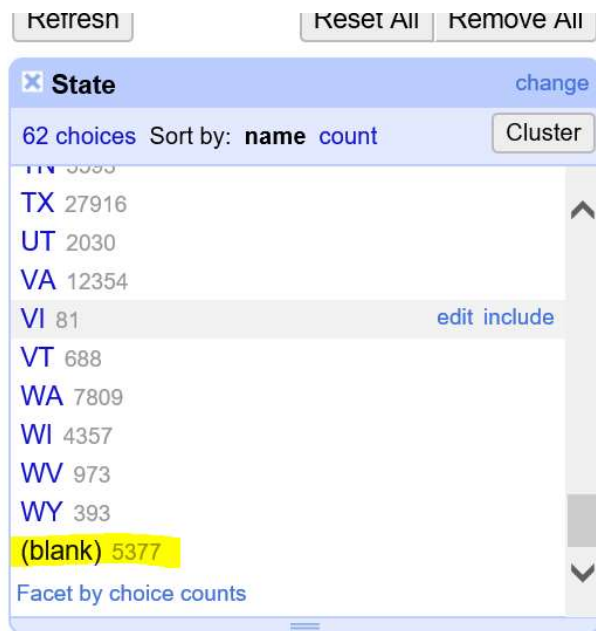 Refresh Reset All Remove All
State change
62 choices Sort by: name count Cluster
TN 3593
TX 27916
UT 2030
VA 12354
VI 81 edit include
VT 688
WA 7809
WI 4357
WV 973
WY 393
(blank) 5377
Facet by choice counts